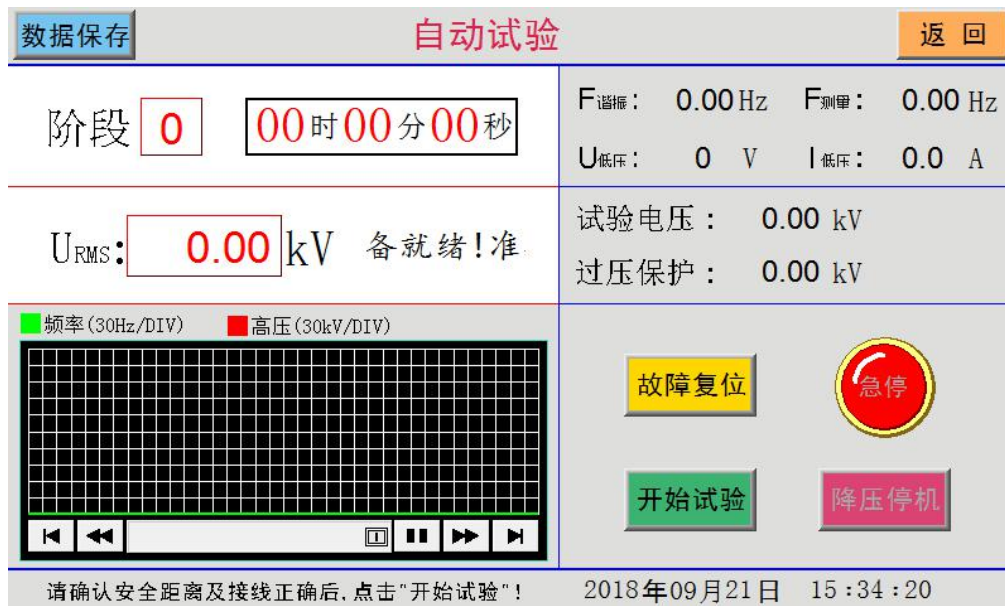 数据保存 自动试验 返 回
阶段 0 00时00分00秒
F谐振: 0.00 Hz F测量: 0.00 Hz
U低压: 0 V I低压: 0.0 A
URMS: 0.00 kV 备就绪!准
试验电压: 0.00 kV
过压保护: 0.00 kV
频率(30Hz/DIV) 高压(30kV/DIV)
故障复位 急停
开始试验 降压停机
请确认安全距离及接线正确后,点击"开始试验"!
2018年09月21日 15:34:20